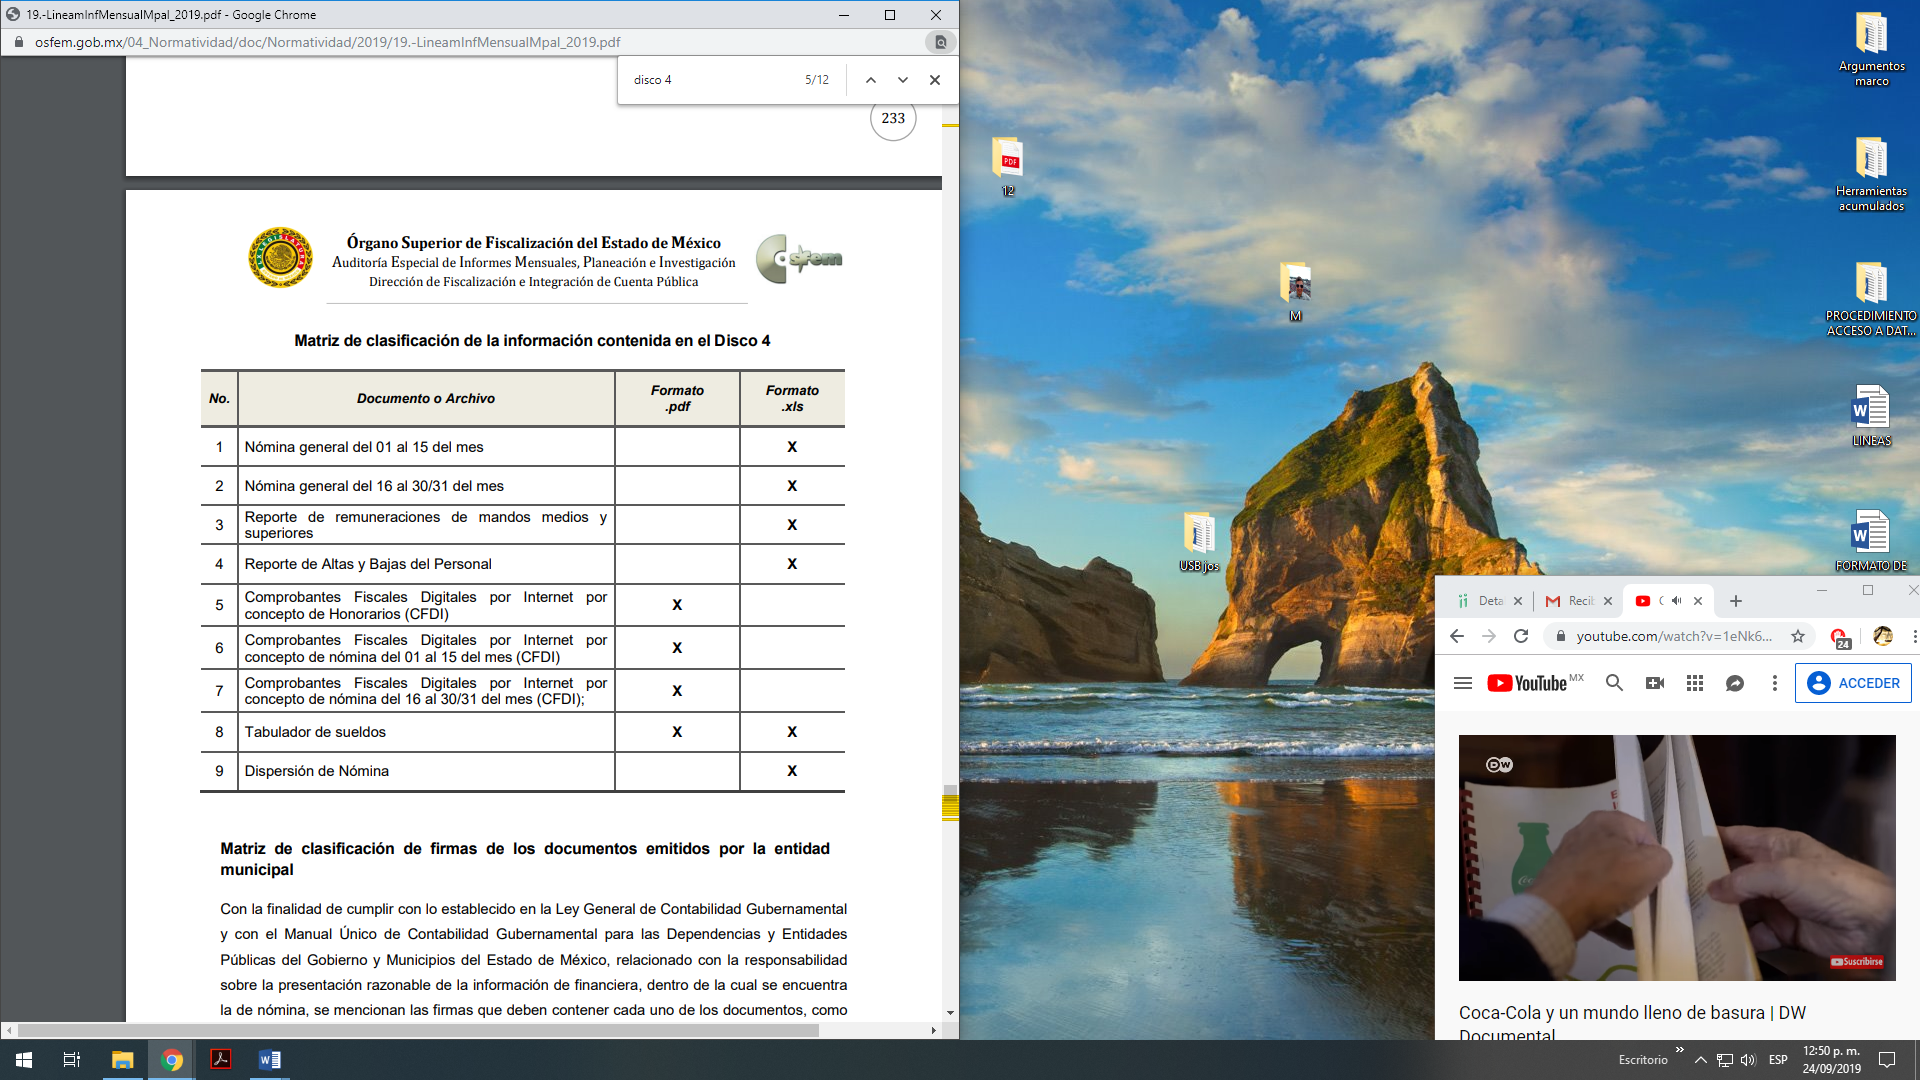 19.-LineamInfMensualMpal_2019.pdf - Google Chrome
osfem.gob.mx/04_Normatividad/doc/Normatividad/2019/19.-LineamInfMensualMpal_2019.pdf
disco 4
5/12
233
Órgano Superior de Fiscalización del Estado de México
Auditoría Especial de Informes Mensuales, Planeación e Investigación
Dirección de Fiscalización e Integración de Cuenta Pública
osfem
Matriz de clasificación de la información contenida en el Disco 4
No. Documento o Archivo Formato .pdf Formato .xls
1 Nómina general del 01 al 15 del mes X
2 Nómina general del 16 al 30/31 del mes X
3 Reporte de remuneraciones de mandos medios y
superiores X
4 Reporte de Altas y Bajas del Personal X
5 Comprobantes Fiscales Digitales por Internet por
concepto de Honorarios (CFDI) X
6 Comprobantes Fiscales Digitales por Internet por
concepto de nómina del 01 al 15 del mes (CFDI) X
7 Comprobantes Fiscales Digitales por Internet por
concepto de nómina del 16 al 30/31 del mes (CFDI); X
8 Tabulador de sueldos X X
9 Dispersión de Nómina X
Matriz de clasificación de firmas de los documentos emitidos por la entidad
municipal
Con la finalidad de cumplir con lo establecido en la Ley General de Contabilidad Gubernamental
y con el Manual Único de Contabilidad Gubernamental para las Dependencias y Entidades
Públicas del Gobierno y Municipios del Estado de México, relacionado con la responsabilidad
sobre la presentación razonable de la información de financiera, dentro de la cual se encuentra
la de nómina, se mencionan las firmas que deben contener cada uno de los documentos, como
PDF
12
M
USB jos
Argumentos
marco
Herramientas
acumulados
PROCEDIMIENTO
ACCESO A DAT...
LINEAS
FORMATO DE
Deta
Recib
youtube.com/watch?v=1eNk6...
24
YouTube MX
ACCEDER
DW
Suscribirse
Coca-Cola y un mundo lleno de basura | DW
Documental
Escritorio
ESP
12:50 p. m.
24/09/2019